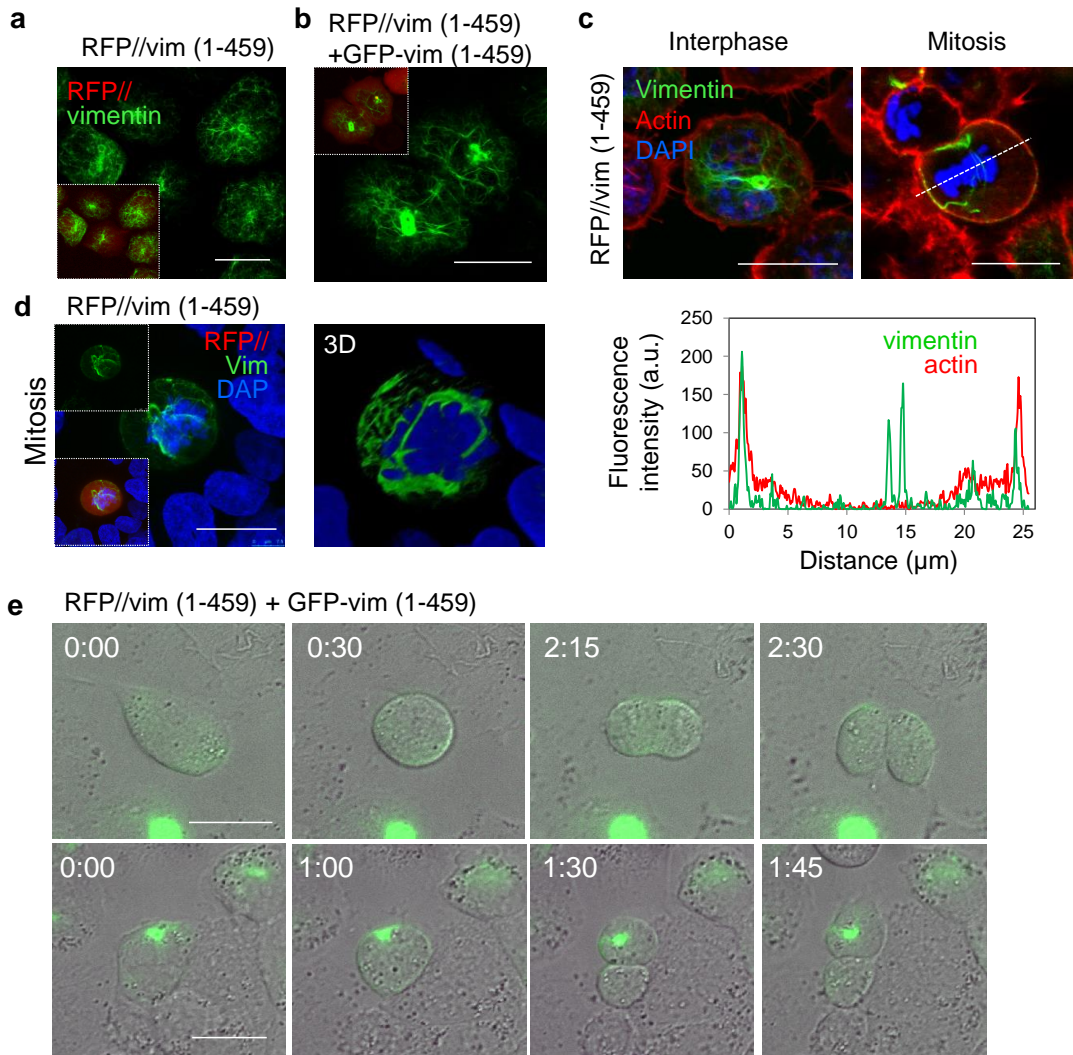 a
RFP//vim (1-459)
RFP//
vimentin
b
RFP//vim (1-459)
+GFP-vim (1-459)
c
Interphase
Mitosis
RFP//vim (1-459)
Vimentin
Actin
DAPI
d
RFP//vim (1-459)
Mitosis
RFP//
Vim
DAP
3D
Fluorescence
intensity (a.u.)
250
200
150
100
50
0
vimentin
actin
0
5
10
15
20
25
Distance (µm)
e
RFP//vim (1-459) + GFP-vim (1-459)
0:00
0:30
2:15
2:30
0:00
1:00
1:30
1:45